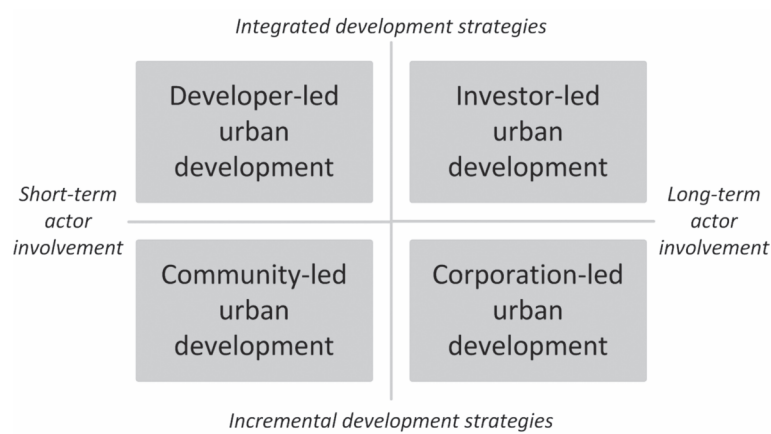 Integrated development strategies
Developer-led
urban
development
Investor-led
urban
development
Short-term
actor
involvement
Long-term
actor
involvement
Community-led
urban
development
Corporation-led
urban
development
Incremental development strategies